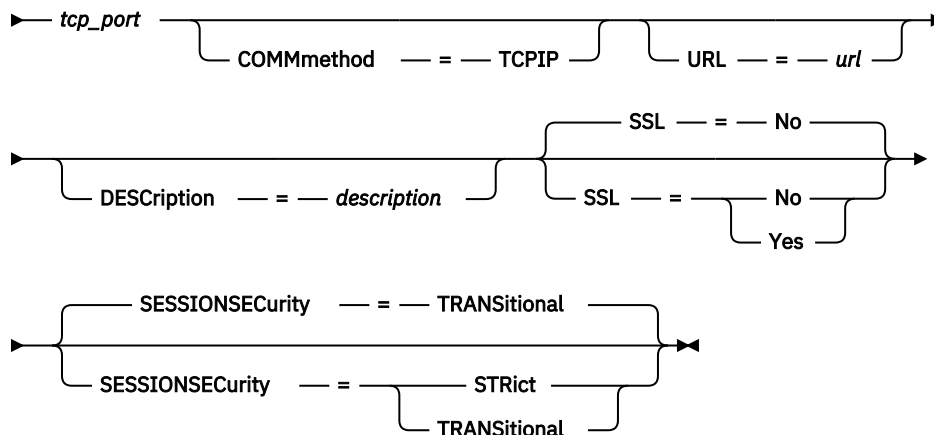 tcp_port
COMMmethod = TCPIP URL = url
SSL = No
DESCription = description SSL = No
Yes
SESSIONSECurity = TRANSitional
SESSIONSECurity = STRict
TRANSitional